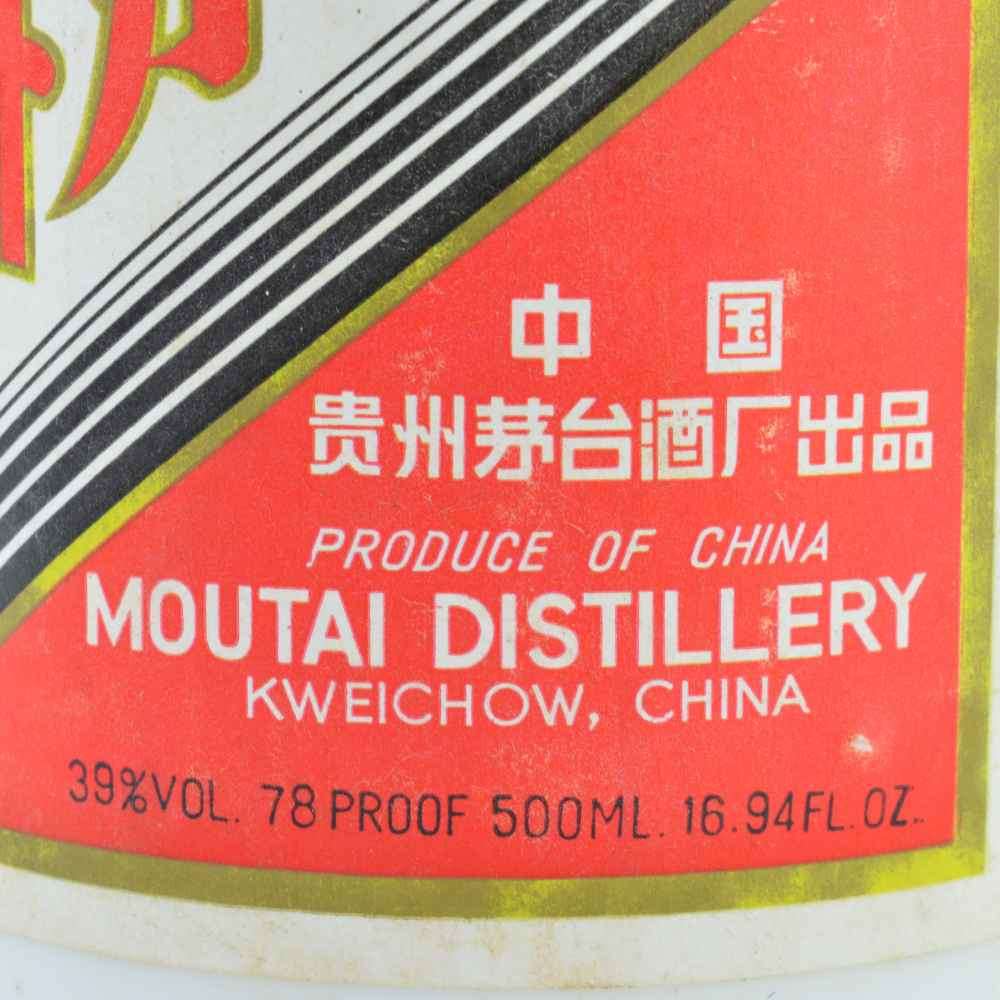 中国
贵州茅台酒厂出品
PRODUCE OF CHINA
MOUTAI DISTILLERY
KWEICHOW, CHINA
39%VOL. 78 PROOF 500ML. 16.94FL.OZ.